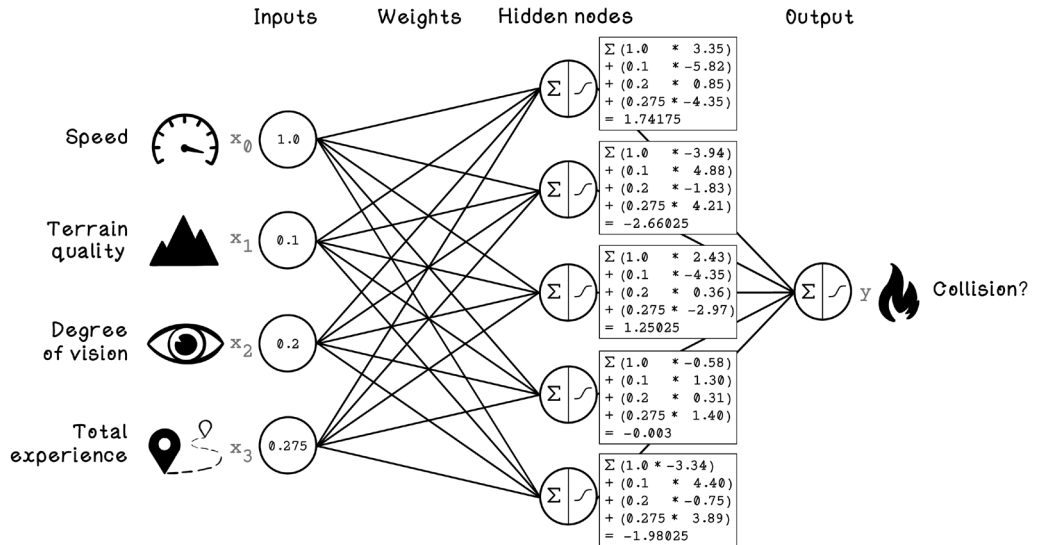 Inputs Weights Hidden nodes Output
Speed
x0
1.0
Terrain
quality
x1
0.1
Degree
of vision
x2
0.2
Total
experience
x3
0.275
Σ
Σ (1.0 * 3.35)
+ (0.1 * -5.82)
+ (0.2 * 0.85)
+ (0.275 * -4.35)
= 1.74175
Σ
Σ (1.0 * -3.94)
+ (0.1 * 4.88)
+ (0.2 * -1.83)
+ (0.275 * 4.21)
= -2.66025
Σ
Σ (1.0 * 2.43)
+ (0.1 * -4.35)
+ (0.2 * 0.36)
+ (0.275 * -2.97)
= 1.25025
Σ
Σ (1.0 * -0.58)
+ (0.1 * 1.30)
+ (0.2 * 0.31)
+ (0.275 * 1.40)
= -0.003
Σ
Σ (1.0 * -3.34)
+ (0.1 * 4.40)
+ (0.2 * -0.75)
+ (0.275 * 3.89)
= -1.98025
Σ
y
Collision?